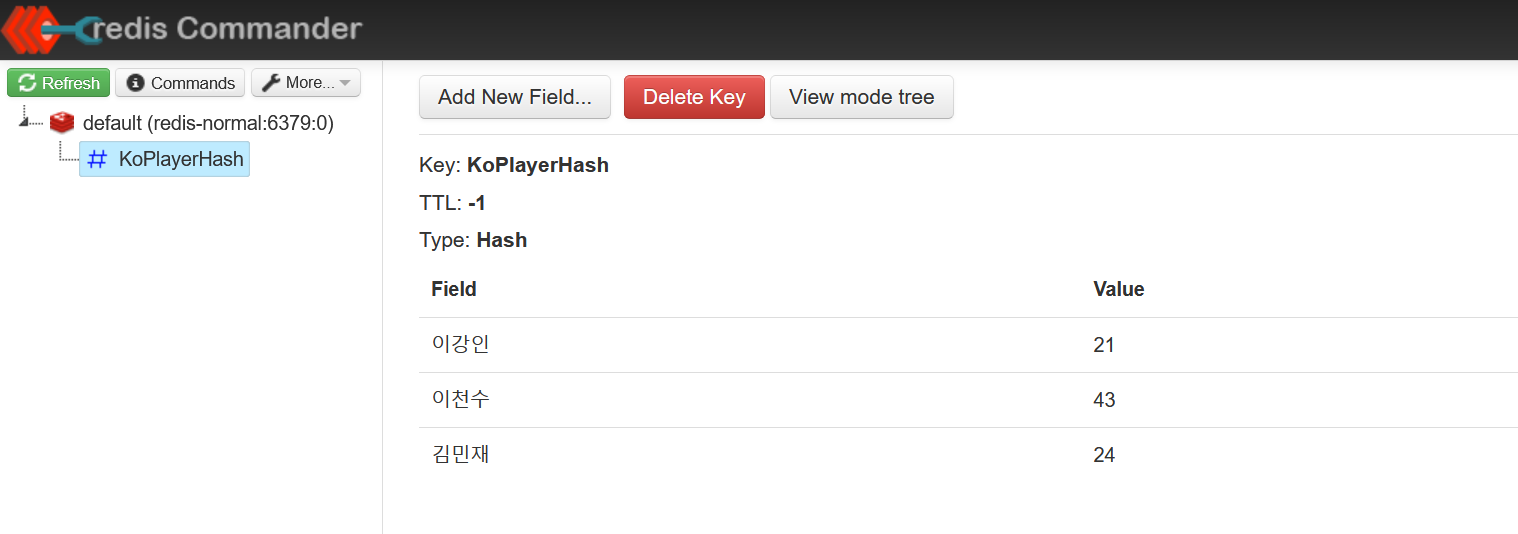 redis Commander
Refresh Commands More...
default (redis-normal:6379:0)
KoPlayerHash
Add New Field... Delete Key View mode tree
Key: KoPlayerHash
TTL: -1
Type: Hash
Field Value
이강인 21
이천수 43
김민재 24